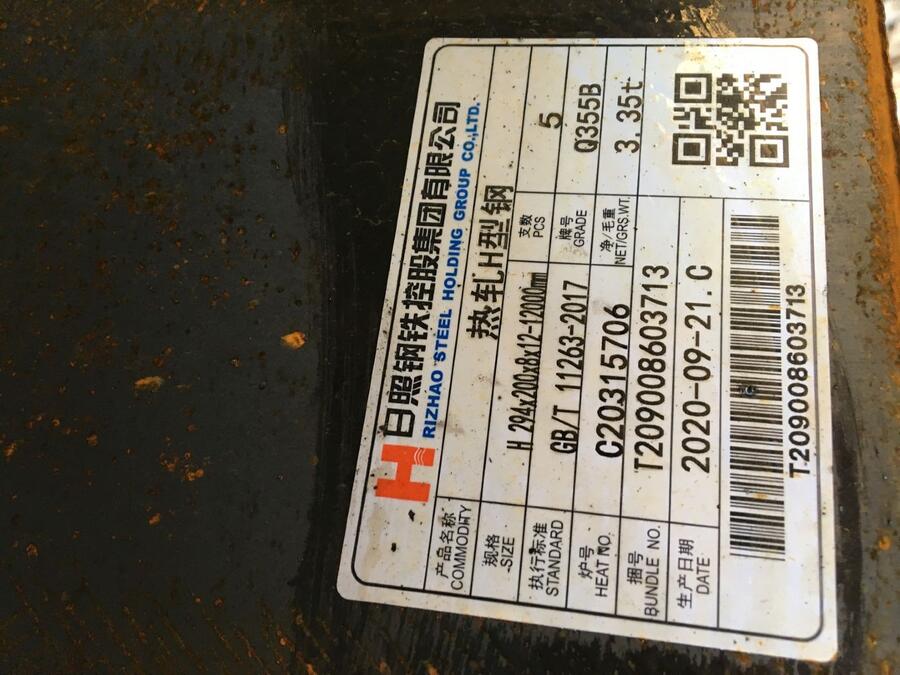 日照钢铁控股集团有限公司
RIZHAO STEEL HOLDING GROUP CO.,LTD.
产品名称
COMMODITY
热轧H型钢
规格
SIZE
H 294x200x8x12-12000mm
支数
PCS
5
执行标准
STANDARD
GB/T 11263-2017
牌号
GRADE
Q355B
炉号
HEAT NO.
C20315706
净/毛重
NET/GRS.WT.
3.35t
捆号
BUNDLE NO.
T209008603713
生产日期
DATE
2020-09-21.C
T209008603713